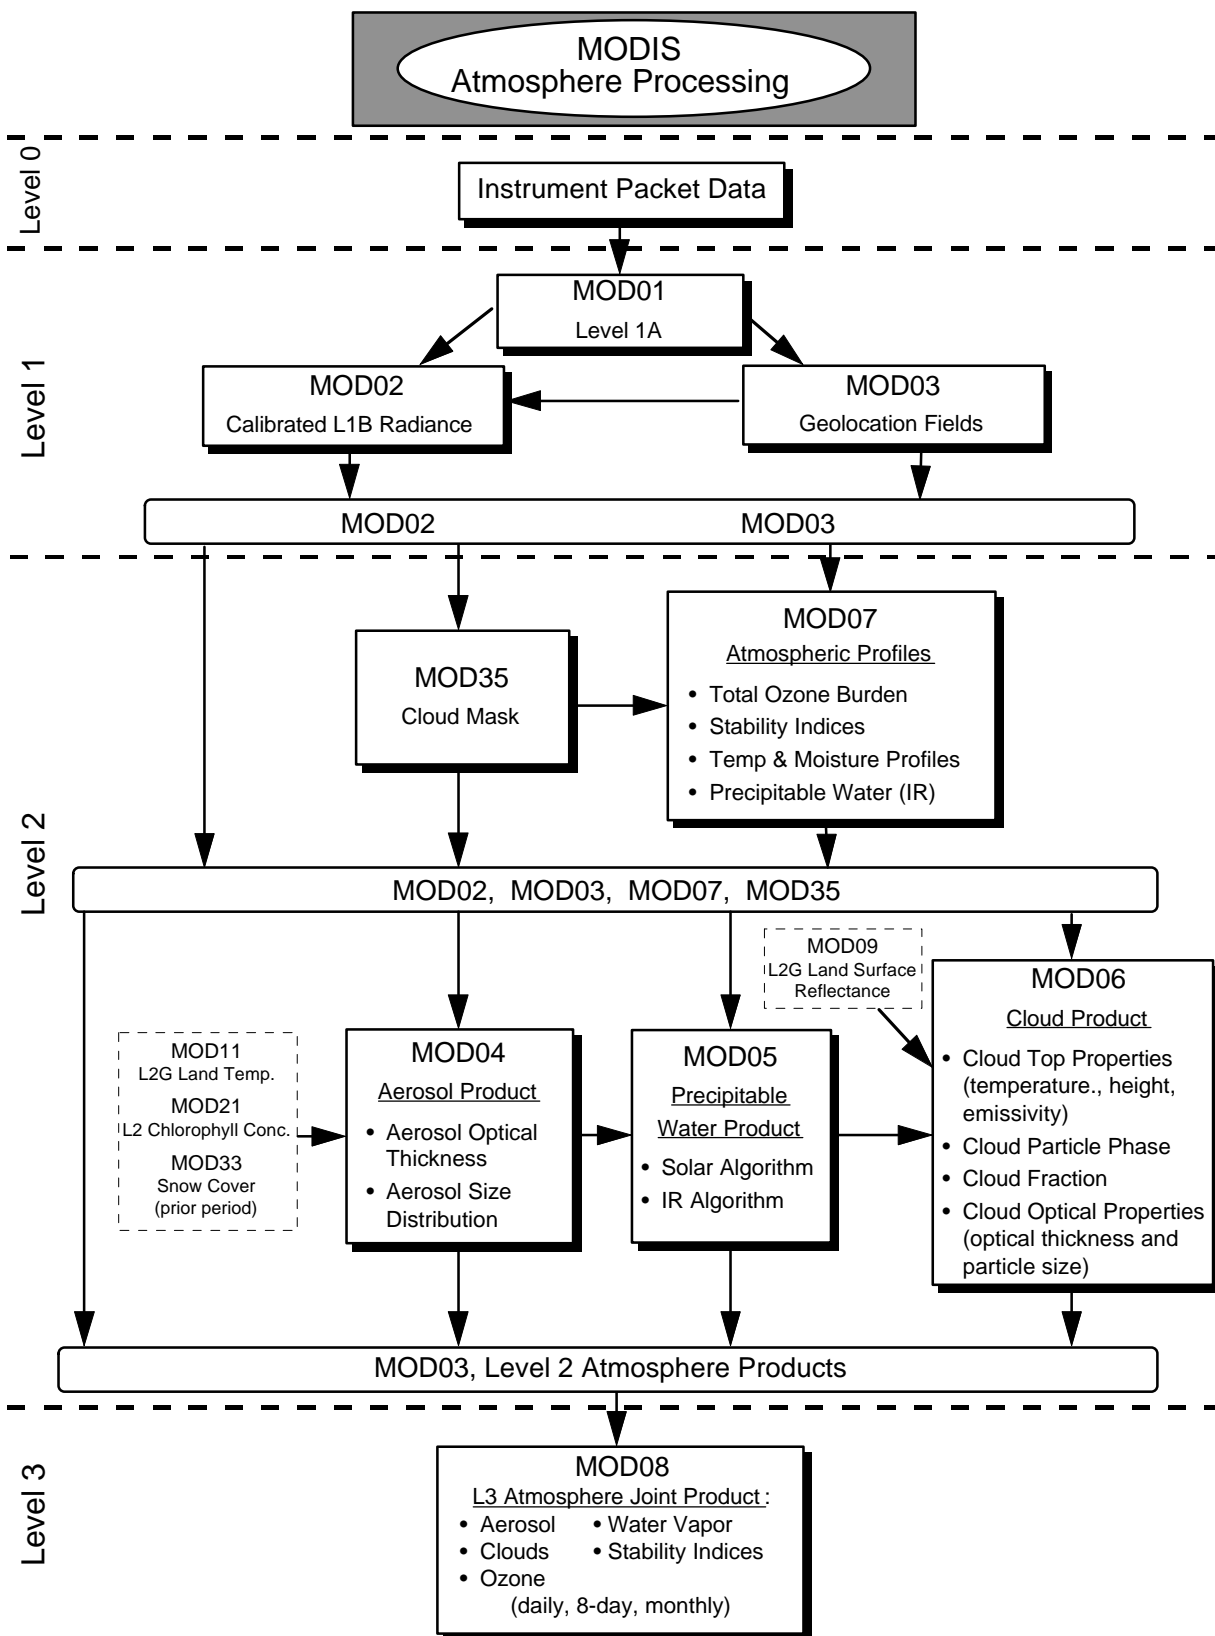 MODIS
Atmosphere Processing
Level 0
Instrument Packet Data
Level 1
MOD01
Level 1A
MOD02
Calibrated L1B Radiance
MOD03
Geolocation Fields
MOD02 MOD03
Level 2
MOD35
Cloud Mask
MOD07
Atmospheric Profiles
• Total Ozone Burden
• Stability Indices
• Temp & Moisture Profiles
• Precipitable Water (IR)
MOD02, MOD03, MOD07, MOD35
MOD09
L2G Land Surface
Reflectance
MOD11
L2G Land Temp.
MOD21
L2 Chlorophyll Conc.
MOD33
Snow Cover
(prior period)
MOD04
Aerosol Product
• Aerosol Optical
Thickness
• Aerosol Size
Distribution
MOD05
Precipitable
Water Product
• Solar Algorithm
• IR Algorithm
MOD06
Cloud Product
• Cloud Top Properties
(temperature., height,
emissivity)
• Cloud Particle Phase
• Cloud Fraction
• Cloud Optical Properties
(optical thickness and
particle size)
MOD03, Level 2 Atmosphere Products
Level 3
MOD08
L3 Atmosphere Joint Product :
• Aerosol • Water Vapor
• Clouds • Stability Indices
• Ozone
(daily, 8-day, monthly)